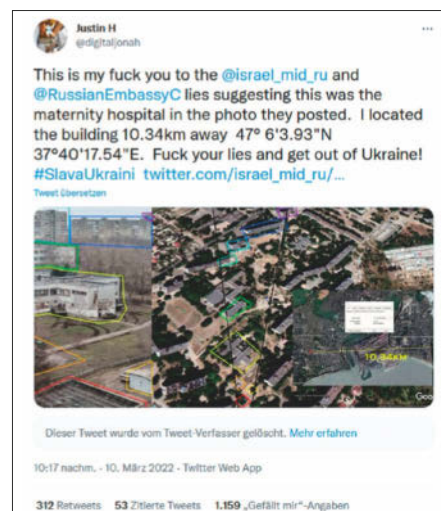 Justin H
@digitaljonah
This is my fuck you to the @israel_mid_ru and
@RussianEmbassyC lies suggesting this was the
maternity hospital in the photo they posted. I located
the building 10.34km away 47° 6'3.93"N
37°40'17.54"E. Fuck your lies and get out of Ukraine!
#SlavaUkraini twitter.com/israel_mid_ru/...
Tweet übersetzen
10.34KM
Goo
Dieser Tweet wurde vom Tweet-Verfasser gelöscht. Mehr erfahren
10:17 nachm. · 10. März 2022 · Twitter Web App
312 Retweets 53 Zitierte Tweets 1.159 „Gefällt mir“-Angaben